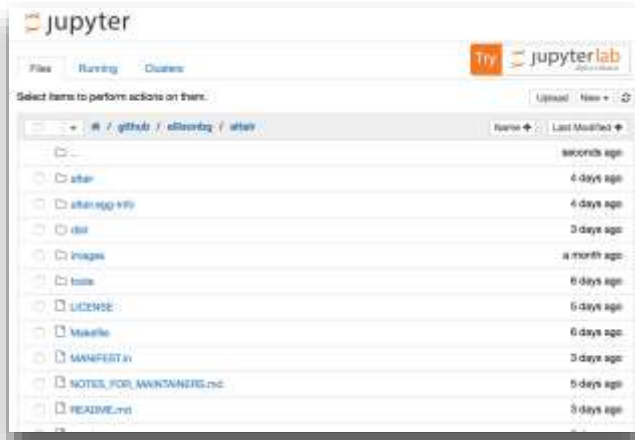 jupyter
Try jupyterlab
Files Running Clusters
Select items to perform actions on them.
Upload New
/ github / ellisonbg / altair
Name Last Modified
.. seconds ago
altair 4 days ago
altair.egg-info 4 days ago
dist 3 days ago
images a month ago
tools 6 days ago
LICENSE 5 days ago
Makefile 6 days ago
MANIFEST.in 3 days ago
NOTES_FOR_MAINTAINERS.md 5 days ago
README.md 3 days ago